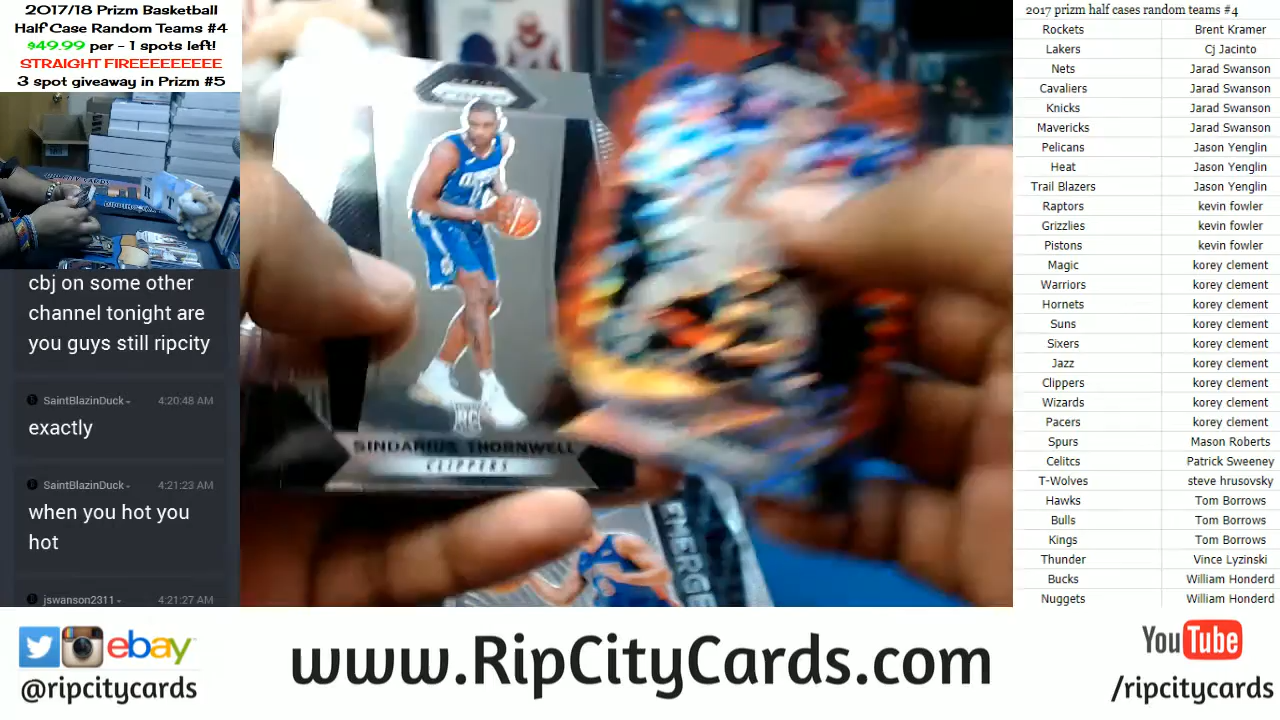 2017/18 Prizm Basketball
Half Case Random Teams #4
$49.99 per - 1 spots left!
STRAIGHT FIREEEEEEEEE
3 spot giveaway in Prizm #5
cbj on some other
channel tonight are
you guys still ripcity
SaintBlazinDuck 4:20:48 AM
exactly
SaintBlazinDuck 4:21:23 AM
when you hot you
hot
jswanson2311 4:21:27 AM
PRIZM
RC
SINDARIUS THORNWELL
CLIPPERS
EMERGE
2017 prizm half cases random teams #4
Rockets Brent Kramer
Lakers Cj Jacinto
Nets Jarad Swanson
Cavaliers Jarad Swanson
Knicks Jarad Swanson
Mavericks Jarad Swanson
Pelicans Jason Yenglin
Heat Jason Yenglin
Trail Blazers Jason Yenglin
Raptors kevin fowler
Grizzlies kevin fowler
Pistons kevin fowler
Magic korey clement
Warriors korey clement
Hornets korey clement
Suns korey clement
Sixers korey clement
Jazz korey clement
Clippers korey clement
Wizards korey clement
Pacers korey clement
Spurs Mason Roberts
Celitcs Patrick Sweeney
T-Wolves steve hrusovsky
Hawks Tom Borrows
Bulls Tom Borrows
Kings Tom Borrows
Thunder Vince Lyzinski
Bucks William Honderd
Nuggets William Honderd
ebay
@ripcitycards
www.RipCityCards.com
YouTube
/ripcitycards